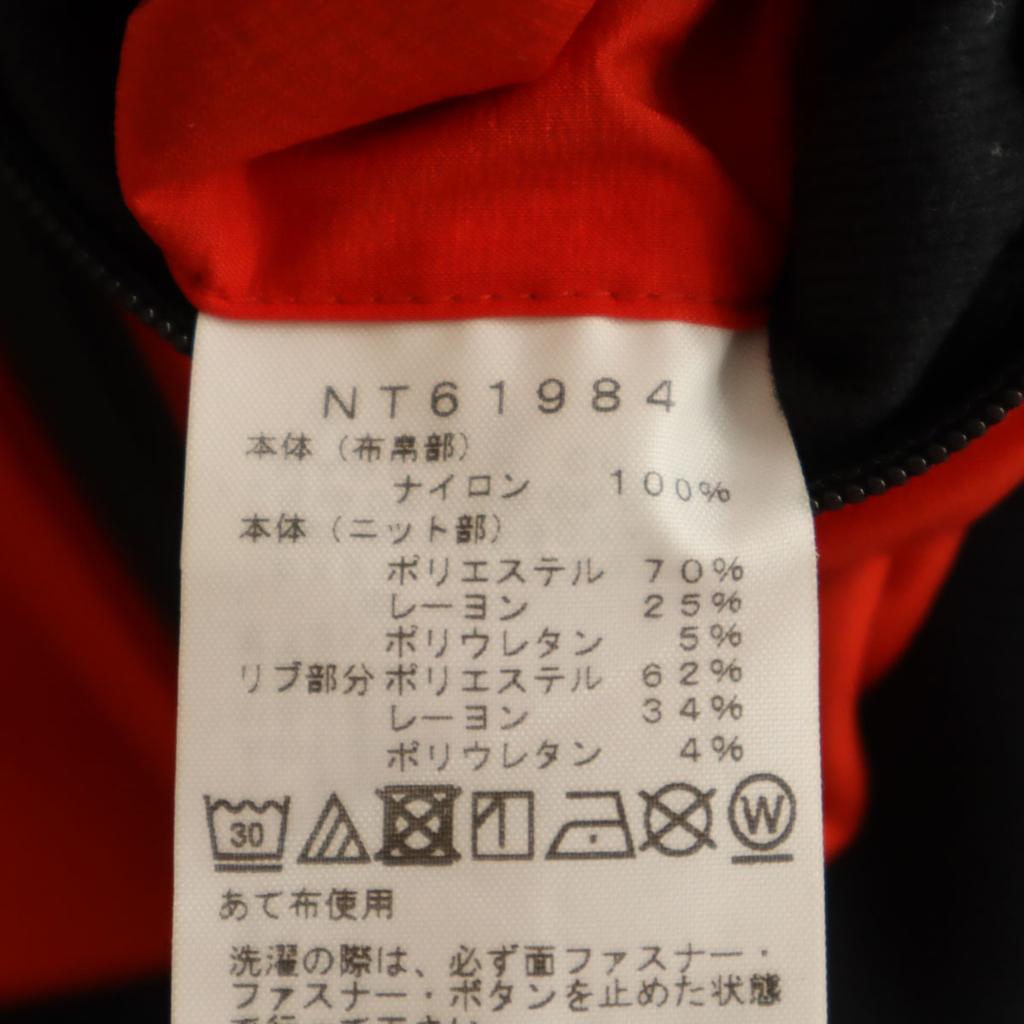 NT61984
本体（布帛部）
ナイロン 100%
本体（ニット部）
ポリエステル 70%
レーヨン 25%
ポリウレタン 5%
リブ部分 ポリエステル 62%
レーヨン 34%
ポリウレタン 4%
30 W
あて布使用
洗濯の際は、必ず面ファスナー・
ファスナー・ボタンを止めた状態